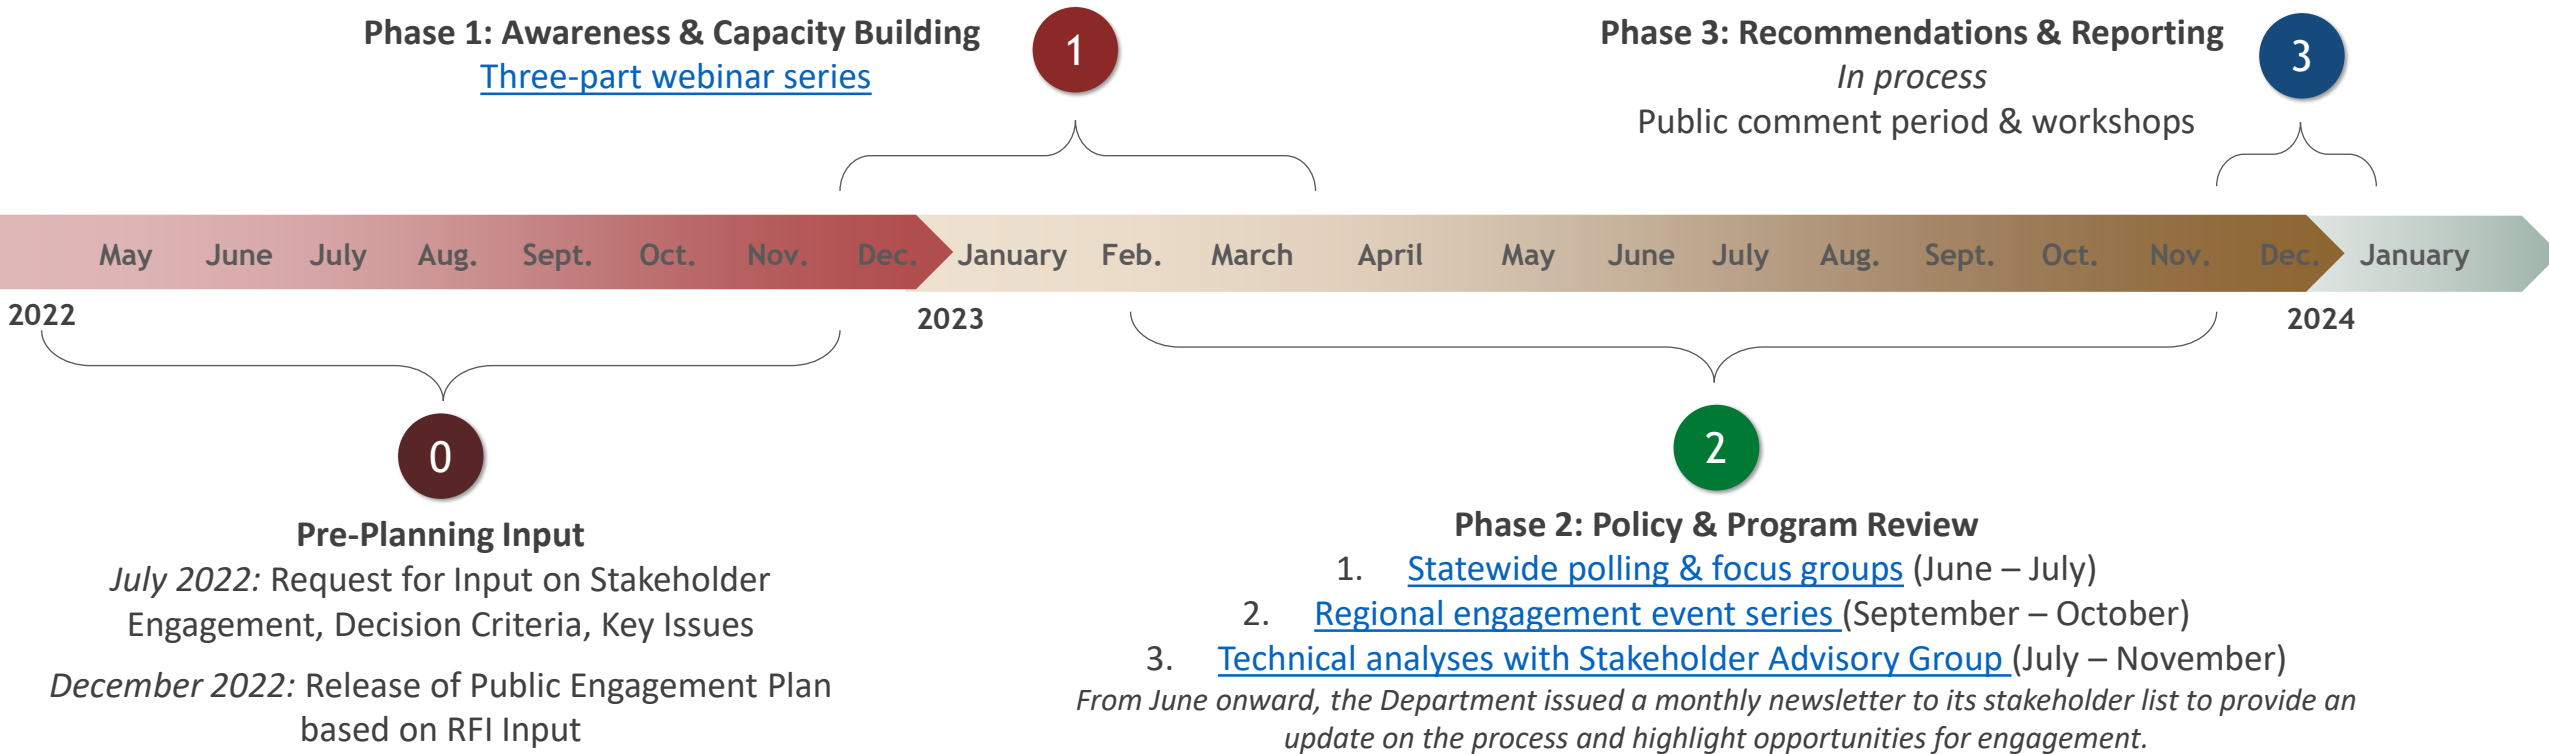 Phase 1: Awareness & Capacity Building
Three-part webinar series
1
Phase 3: Recommendations & Reporting
In process
Public comment period & workshops
3
May June July Aug. Sept. Oct. Nov. Dec. January Feb. March April May June July Aug. Sept. Oct. Nov. Dec. January
2022 2023 2024
0
Pre-Planning Input
July 2022: Request for Input on Stakeholder
Engagement, Decision Criteria, Key Issues
December 2022: Release of Public Engagement Plan
based on RFI Input
2
Phase 2: Policy & Program Review
1. Statewide polling & focus groups (June – July)
2. Regional engagement event series (September – October)
3. Technical analyses with Stakeholder Advisory Group (July – November)
From June onward, the Department issued a monthly newsletter to its stakeholder list to provide an
update on the process and highlight opportunities for engagement.